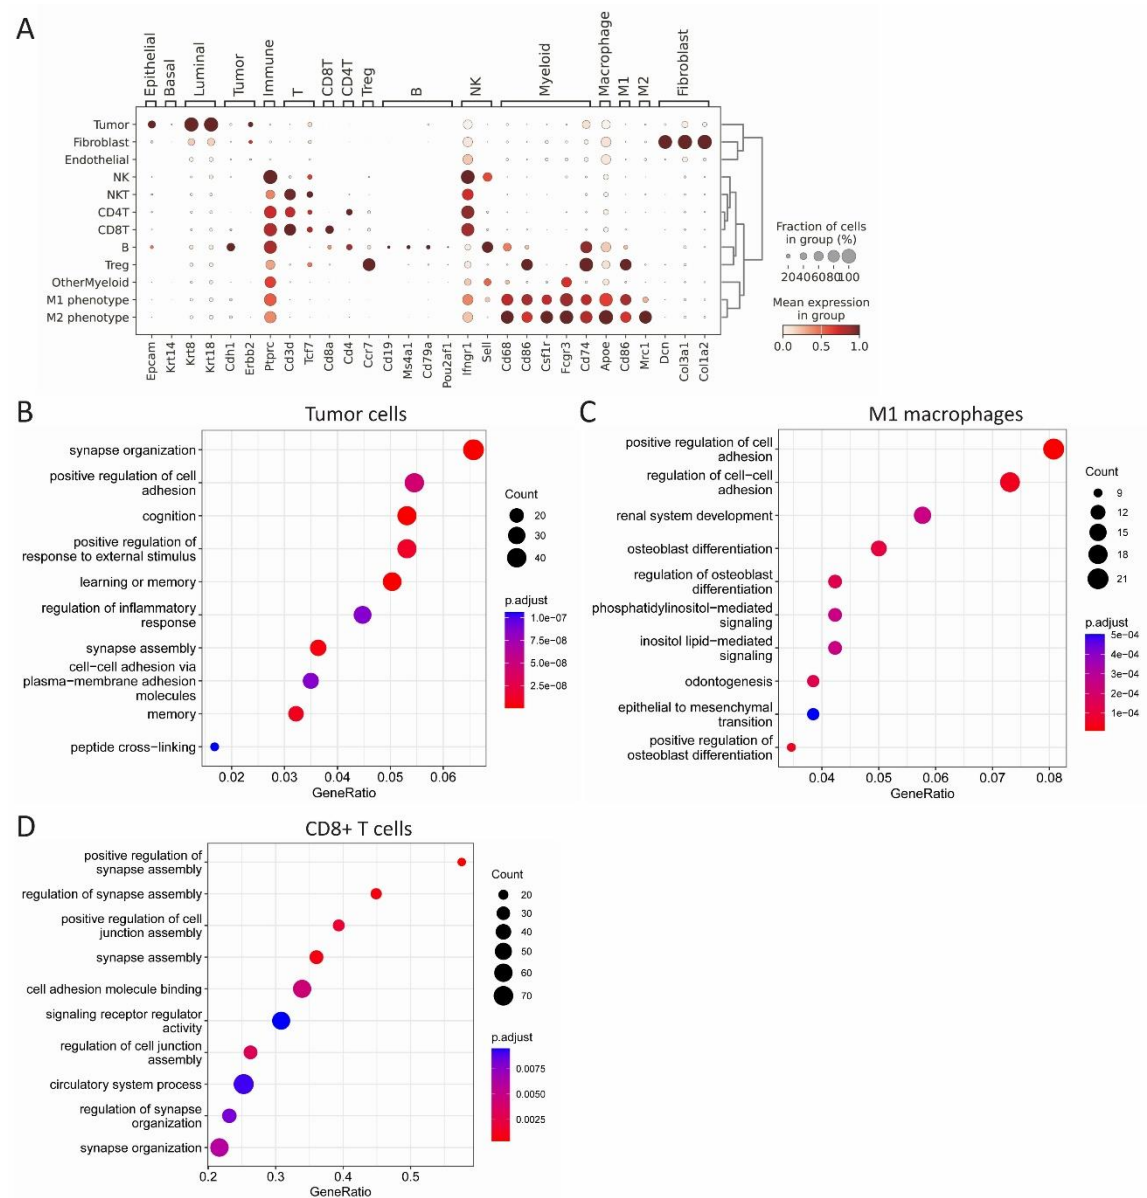 A
Epithelial
Basal
Luminal
Tumor
Immune
T
CD8T
CD4T
Treg
B
NK
Myeloid
Macrophage
M1
M2
Fibroblast
Tumor
Fibroblast
Endothelial
NK
NKT
CD4T
CD8T
B
Treg
OtherMyeloid
M1 phenotype
M2 phenotype
Epcam
Krt14
Krt8
Krt18
Cdh1
Erbb2
Ptprc
Cd3d
Tcf7
Cd8a
Cd4
Ccr7
Cd19
Ms4a1
Cd79a
Pou2af1
Ifngr1
Sell
Cd68
Cd86
Csf1r
Fcgr3
Cd74
Apoe
Cd86
Mrc1
Dcn
Col3a1
Col1a2
Fraction of cells
in group (%)
20 40 60 80 100
Mean expression
in group
0.0 0.5 1.0
B
Tumor cells
synapse organization
positive regulation of cell
adhesion
cognition
positive regulation of
response to external stimulus
learning or memory
regulation of inflammatory
response
synapse assembly
cell−cell adhesion via
plasma−membrane adhesion
molecules
memory
peptide cross−linking
0.02 0.03 0.04 0.05 0.06
GeneRatio
Count
20
30
40
p.adjust
1.0e−07
7.5e−08
5.0e−08
2.5e−08
C
M1 macrophages
positive regulation of cell
adhesion
regulation of cell−cell
adhesion
renal system development
osteoblast differentiation
regulation of osteoblast
differentiation
phosphatidylinositol−mediated
signaling
inositol lipid−mediated
signaling
odontogenesis
epithelial to mesenchymal
transition
positive regulation of
osteoblast differentiation
0.04 0.05 0.06 0.07 0.08
GeneRatio
Count
9
12
15
18
21
p.adjust
5e−04
4e−04
3e−04
2e−04
1e−04
D
CD8+ T cells
positive regulation of
synapse assembly
regulation of synapse assembly
positive regulation of cell
junction assembly
synapse assembly
cell adhesion molecule binding
signaling receptor regulator
activity
regulation of cell junction
assembly
circulatory system process
regulation of synapse
organization
synapse organization
0.2 0.3 0.4 0.5
GeneRatio
Count
20
30
40
50
60
70
p.adjust
0.0075
0.0050
0.0025